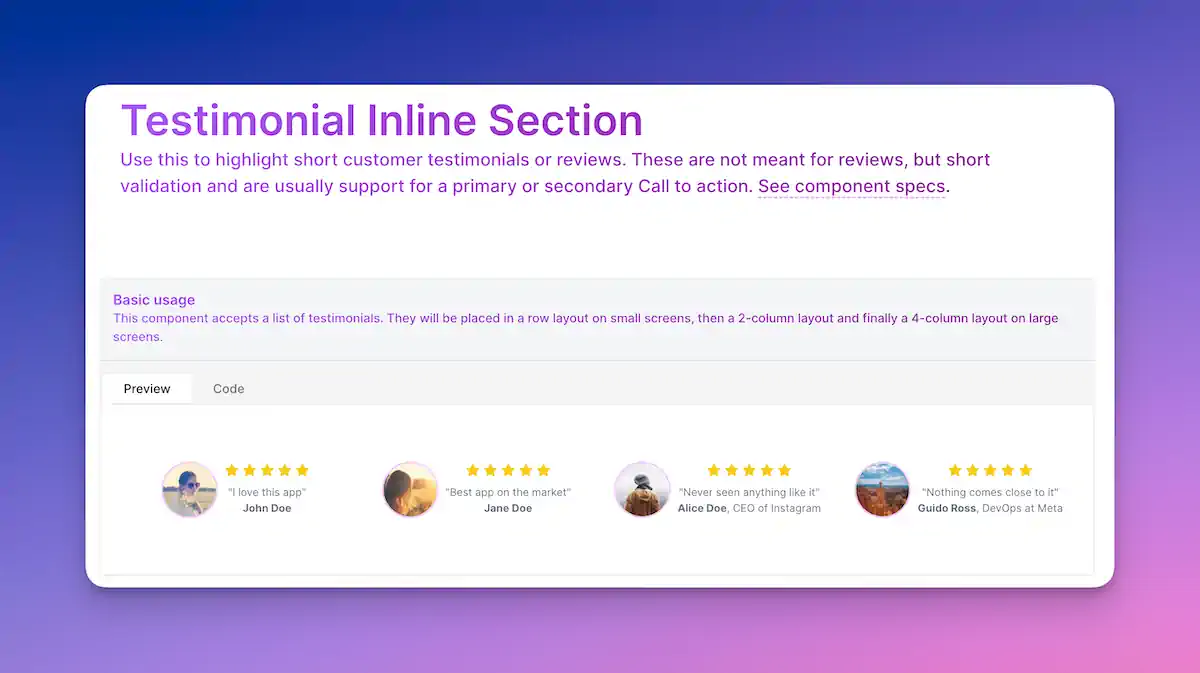 Testimonial Inline Section
Use this to highlight short customer testimonials or reviews. These are not meant for reviews, but short
validation and are usually support for a primary or secondary Call to action. See component specs.
Basic usage
This component accepts a list of testimonials. They will be placed in a row layout on small screens, then a 2-column layout and finally a 4-column layout on large
screens.
Preview Code
"I love this app"
John Doe
"Best app on the market"
Jane Doe
"Never seen anything like it"
Alice Doe, CEO of Instagram
"Nothing comes close to it"
Guido Ross, DevOps at Meta